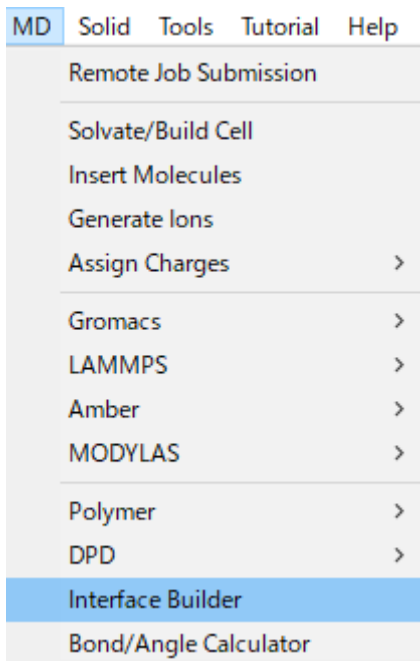 MD Solid Tools Tutorial Help
Remote Job Submission
Solvate/Build Cell
Insert Molecules
Generate Ions
Assign Charges >
Gromacs >
LAMMPS >
Amber >
MODYLAS >
Polymer >
DPD >
Interface Builder
Bond/Angle Calculator